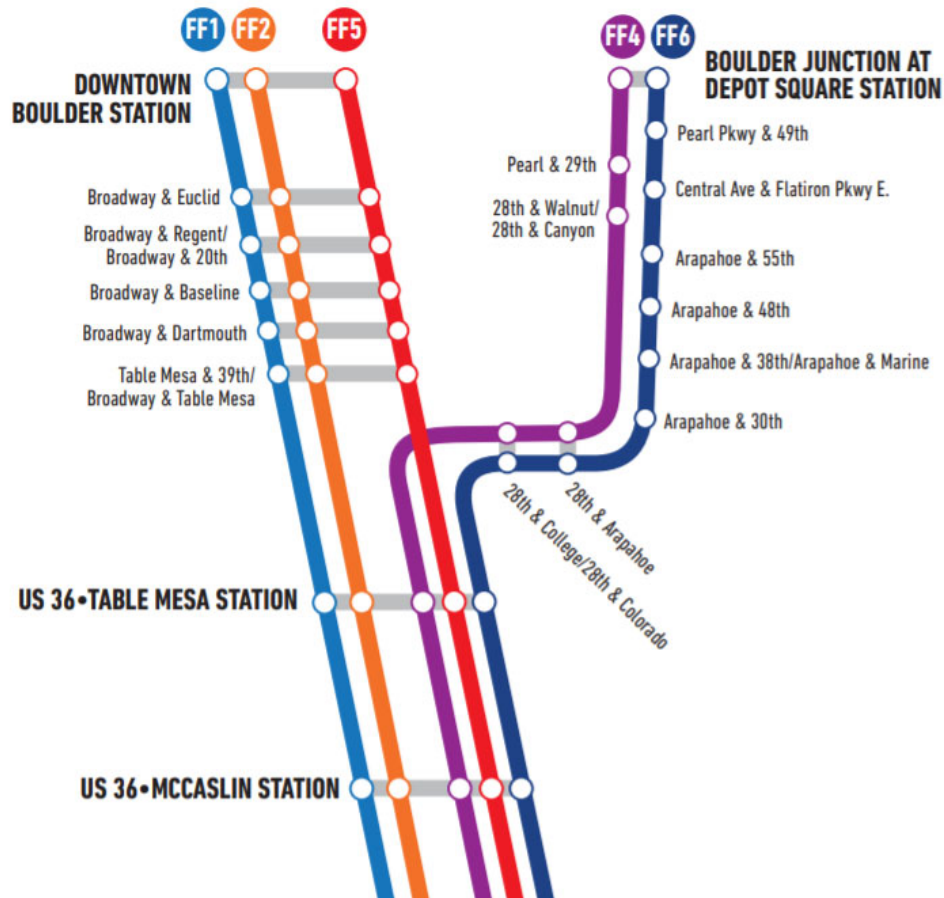 FF1
FF2
FF5
FF4
FF6
DOWNTOWN
BOULDER STATION
BOULDER JUNCTION AT
DEPOT SQUARE STATION
Pearl Pkwy & 49th
Pearl & 29th
Central Ave & Flatiron Pkwy E.
Broadway & Euclid
28th & Walnut/
28th & Canyon
Broadway & Regent/
Broadway & 20th
Arapahoe & 55th
Broadway & Baseline
Arapahoe & 48th
Broadway & Dartmouth
Arapahoe & 38th/Arapahoe & Marine
Table Mesa & 39th/
Broadway & Table Mesa
Arapahoe & 30th
28th & College/28th & Colorado
28th & Arapahoe
US 36•TABLE MESA STATION
US 36•MCCASLIN STATION